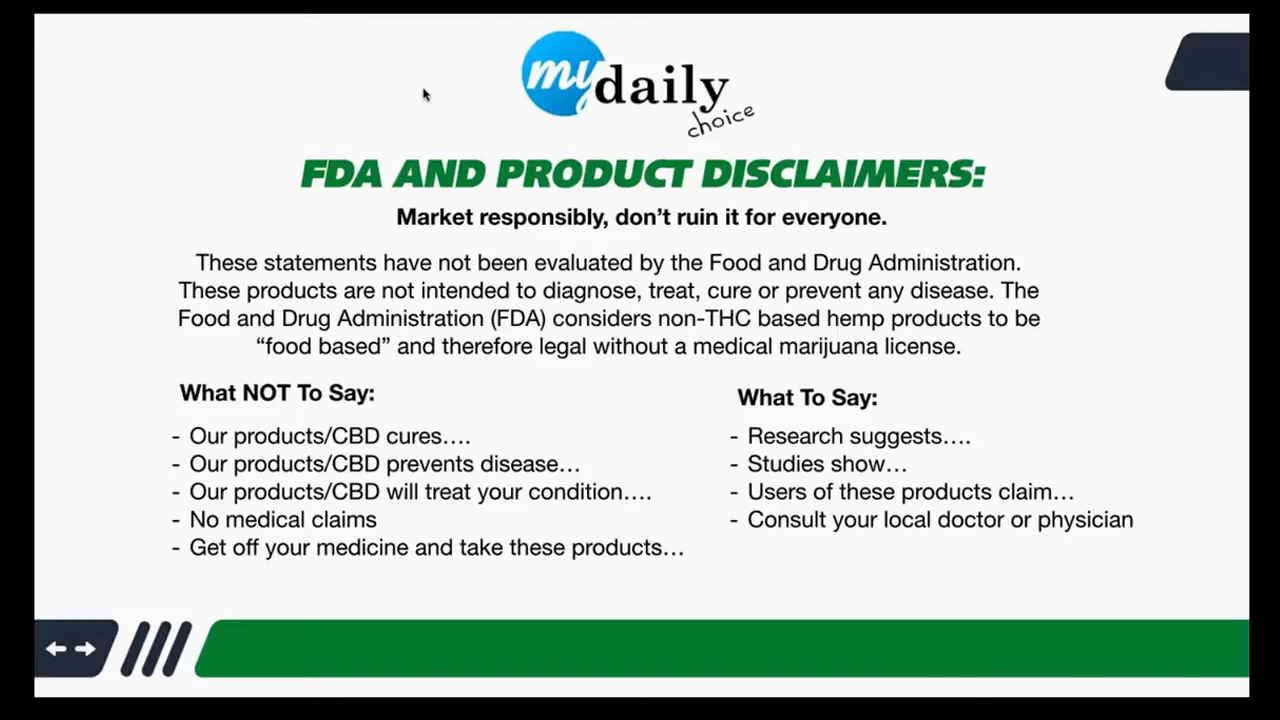 my daily
choice
FDA AND PRODUCT DISCLAIMERS:
Market responsibly, don't ruin it for everyone.
These statements have not been evaluated by the Food and Drug Administration.
These products are not intended to diagnose, treat, cure or prevent any disease. The
Food and Drug Administration (FDA) considers non-THC based hemp products to be
“food based” and therefore legal without a medical marijuana license.
What NOT To Say:
- Our products/CBD cures….
- Our products/CBD prevents disease…
- Our products/CBD will treat your condition….
- No medical claims
- Get off your medicine and take these products…
What To Say:
- Research suggests….
- Studies show…
- Users of these products claim…
- Consult your local doctor or physician